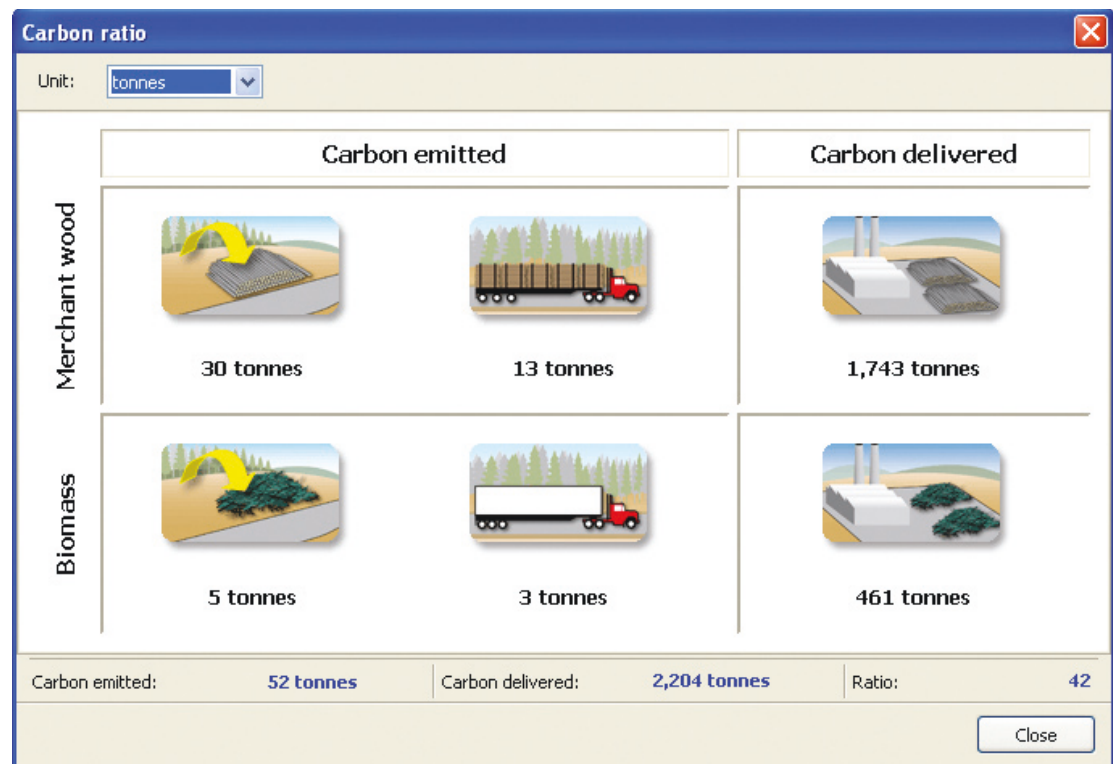 Carbon ratio
Unit: tonnes
Carbon emitted Carbon delivered
Merchant wood
30 tonnes 13 tonnes 1,743 tonnes
Biomass
5 tonnes 3 tonnes 461 tonnes
Carbon emitted: 52 tonnes Carbon delivered: 2,204 tonnes Ratio: 42
Close